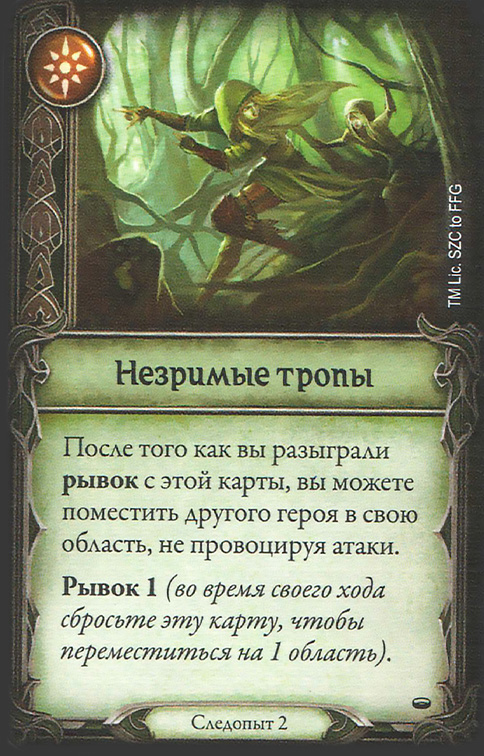 TM Lic. SZC to FFG
Незримые тропы
После того как вы разыграли
рывок с этой карты, вы можете
поместить другого героя в свою
область, не провоцируя атаки.
Рывок 1 (во время своего хода
сбросьте эту карту, чтобы
переместиться на 1 область).
Следопыт 2